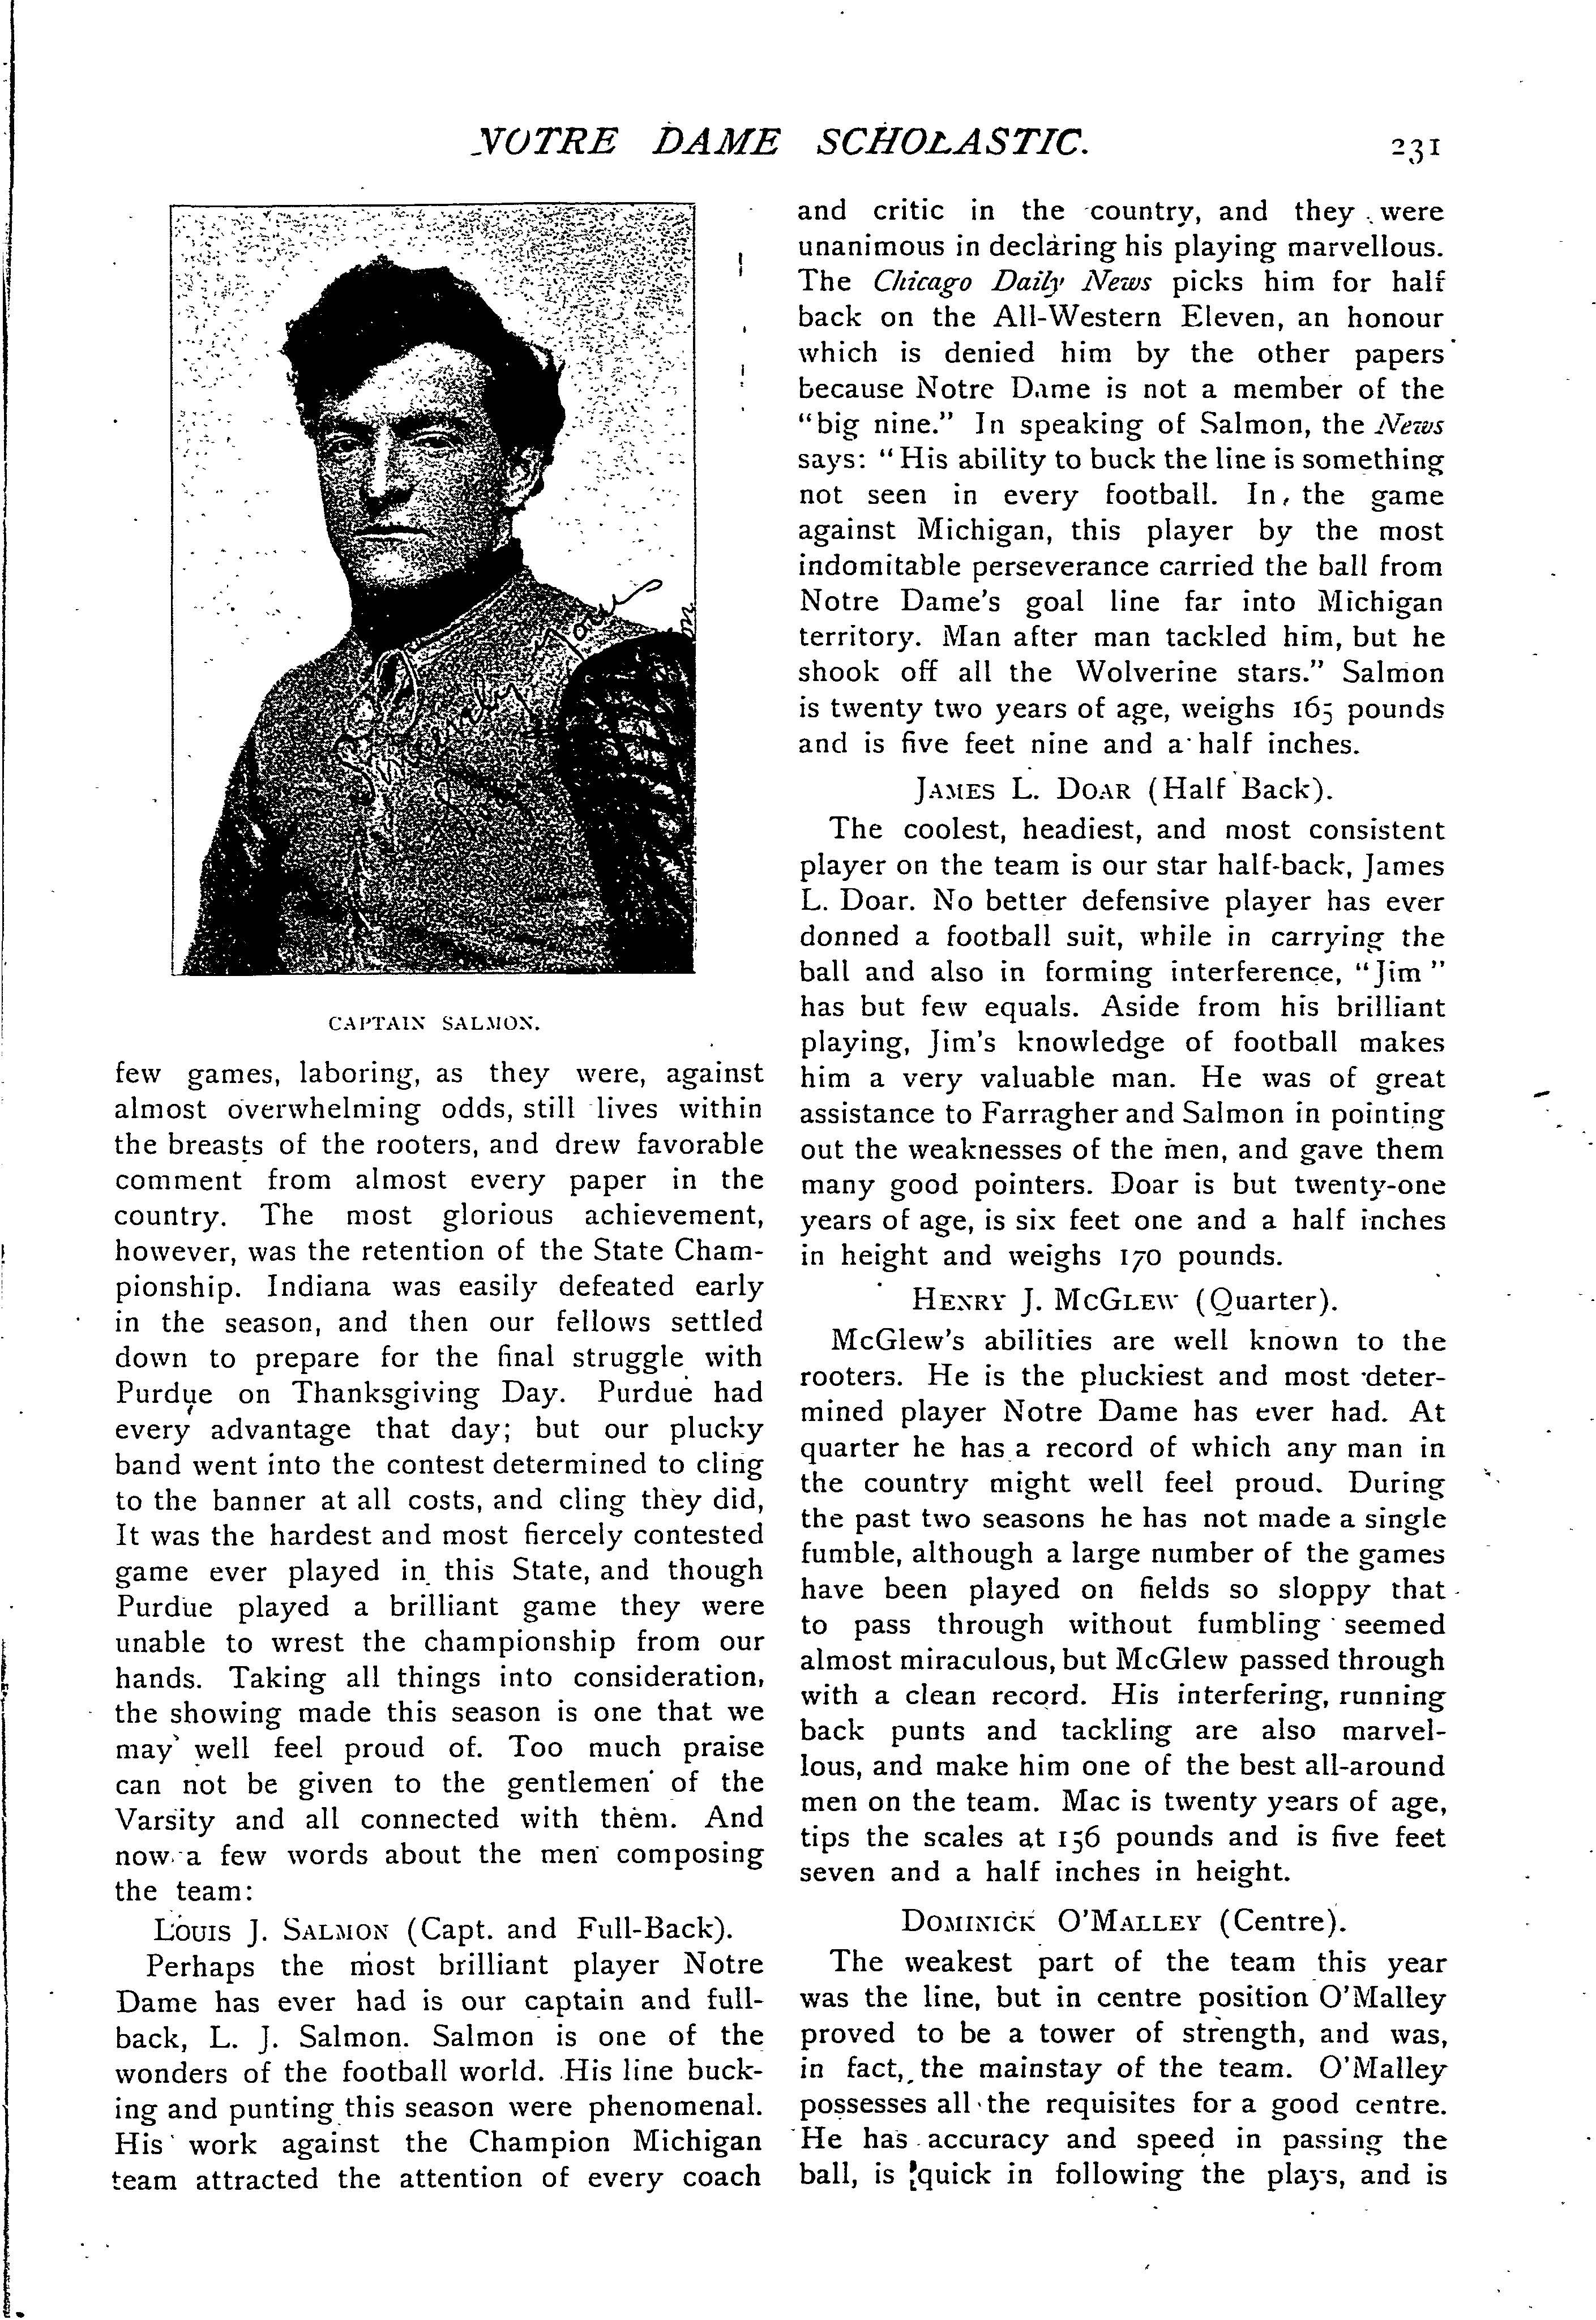 NOTRE DAME SCHOLASTIC.
231
Sincerely Yours
CAPTAIN SALMON.
few games, laboring, as they were, against
almost overwhelming odds, still lives within
the breasts of the rooters, and drew favorable
comment from almost every paper in the
country. The most glorious achievement,
however, was the retention of the State Cham-
pionship. Indiana was easily defeated early
in the season, and then our fellows settled
down to prepare for the final struggle with
Purdue on Thanksgiving Day. Purdue had
every advantage that day; but our plucky
band went into the contest determined to cling
to the banner at all costs, and cling they did,
It was the hardest and most fiercely contested
game ever played in this State, and though
Purdue played a brilliant game they were
unable to wrest the championship from our
hands. Taking all things into consideration,
the showing made this season is one that we
may well feel proud of. Too much praise
can not be given to the gentlemen of the
Varsity and all connected with them. And
now a few words about the men composing
the team:
LOUIS J. SALMON (Capt. and Full-Back).
Perhaps the most brilliant player Notre
Dame has ever had is our captain and full-
back, L. J. Salmon. Salmon is one of the
wonders of the football world. His line buck-
ing and punting this season were phenomenal.
His work against the Champion Michigan
team attracted the attention of every coach
and critic in the country, and they were
unanimous in declaring his playing marvellous.
The Chicago Daily News picks him for half
back on the All-Western Eleven, an honour
which is denied him by the other papers
because Notre Dame is not a member of the
"big nine." In speaking of Salmon, the News
says: "His ability to buck the line is something
not seen in every football. In, the game
against Michigan, this player by the most
indomitable perseverance carried the ball from
Notre Dame's goal line far into Michigan
territory. Man after man tackled him, but he
shook off all the Wolverine stars." Salmon
is twenty two years of age, weighs 165 pounds
and is five feet nine and a half inches.
JAMES L. DOAR (Half Back).
The coolest, headiest, and most consistent
player on the team is our star half-back, James
L. Doar. No better defensive player has ever
donned a football suit, while in carrying the
ball and also in forming interference, "Jim"
has but few equals. Aside from his brilliant
playing, Jim's knowledge of football makes
him a very valuable man. He was of great
assistance to Farragher and Salmon in pointing
out the weaknesses of the men, and gave them
many good pointers. Doar is but twenty-one
years of age, is six feet one and a half inches
in height and weighs 170 pounds.
HENRY J. MCGLEW (Quarter).
McGlew's abilities are well known to the
rooters. He is the pluckiest and most deter-
mined player Notre Dame has ever had. At
quarter he has a record of which any man in
the country might well feel proud. During
the past two seasons he has not made a single
fumble, although a large number of the games
have been played on fields so sloppy that
to pass through without fumbling seemed
almost miraculous, but McGlew passed through
with a clean record. His interfering, running
back punts and tackling are also marvel-
lous, and make him one of the best all-around
men on the team. Mac is twenty years of age,
tips the scales at 156 pounds and is five feet
seven and a half inches in height.
DOMINICK O'MALLEY (Centre).
The weakest part of the team this year
was the line, but in centre position O'Malley
proved to be a tower of strength, and was,
in fact, the mainstay of the team. O'Malley
possesses all the requisites for a good centre.
He has accuracy and speed in passing the
ball, is quick in following the plays, and is